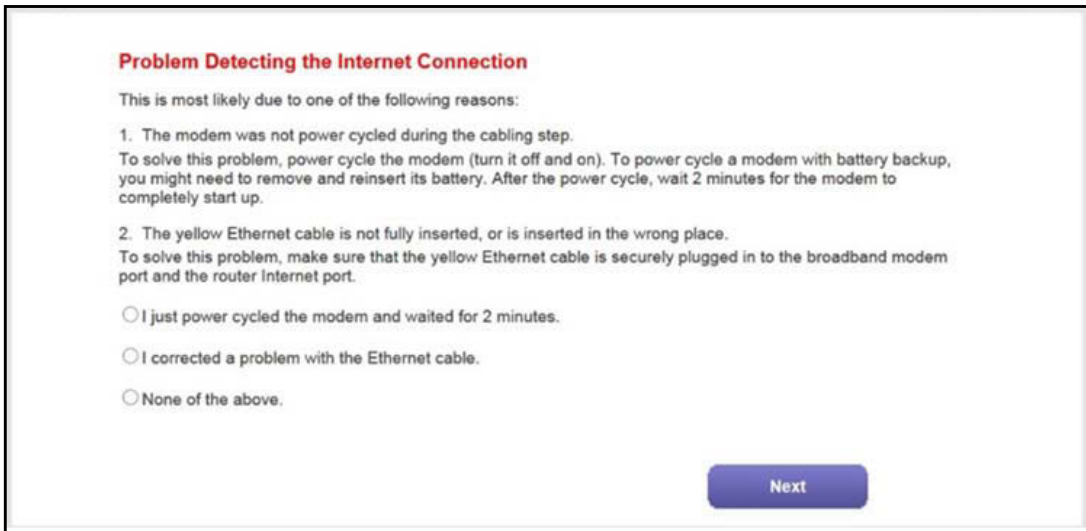 Problem Detecting the Internet Connection
This is most likely due to one of the following reasons:
1. The modem was not power cycled during the cabling step.
To solve this problem, power cycle the modem (turn it off and on). To power cycle a modem with battery backup,
you might need to remove and reinsert its battery. After the power cycle, wait 2 minutes for the modem to
completely start up.
2. The yellow Ethernet cable is not fully inserted, or is inserted in the wrong place.
To solve this problem, make sure that the yellow Ethernet cable is securely plugged in to the broadband modem
port and the router Internet port.
I just power cycled the modem and waited for 2 minutes.
I corrected a problem with the Ethernet cable.
None of the above.
Next